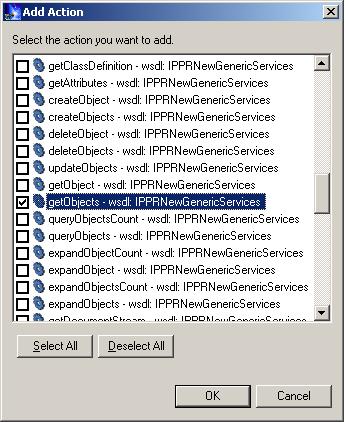 Add Action
Select the action you want to add.
getClassDefinition - wsdl: IPPRNewGenericServices
getAttributes - wsdl: IPPRNewGenericServices
createObject - wsdl: IPPRNewGenericServices
createObjects - wsdl: IPPRNewGenericServices
deleteObject - wsdl: IPPRNewGenericServices
deleteObjects - wsdl: IPPRNewGenericServices
updateObjects - wsdl: IPPRNewGenericServices
getObject - wsdl: IPPRNewGenericServices
getObjects - wsdl: IPPRNewGenericServices
queryObjectsCount - wsdl: IPPRNewGenericServices
queryObjects - wsdl: IPPRNewGenericServices
expandObjectCount - wsdl: IPPRNewGenericServices
expandObject - wsdl: IPPRNewGenericServices
expandObjectsCount - wsdl: IPPRNewGenericServices
expandObjects - wsdl: IPPRNewGenericServices
getDocumentStream - wsdl: IPPRNewGenericServices
Select All Deselect All
OK Cancel